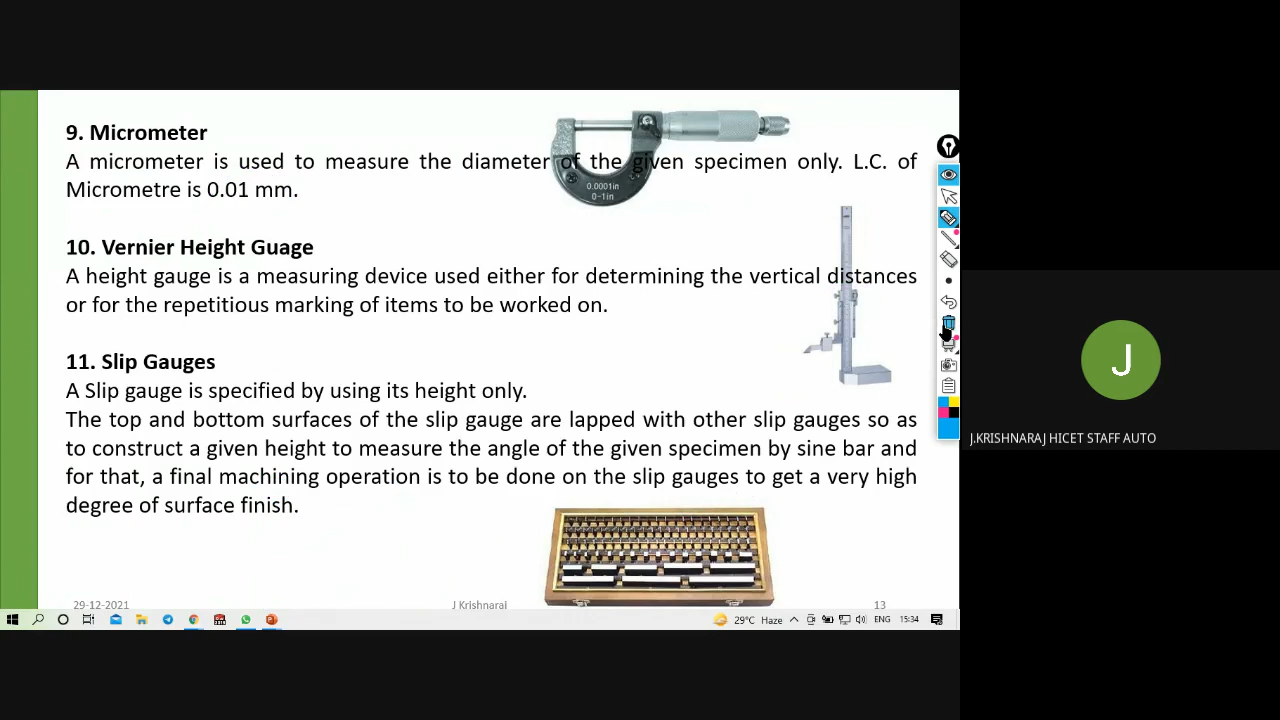 9. Micrometer
A micrometer is used to measure the diameter of the given specimen only. L.C. of
Micrometre is 0.01 mm.
0.0001in
0-1in
10. Vernier Height Guage
A height gauge is a measuring device used either for determining the vertical distances
or for the repetitious marking of items to be worked on.
11. Slip Gauges
A Slip gauge is specified by using its height only.
The top and bottom surfaces of the slip gauge are lapped with other slip gauges so as
to construct a given height to measure the angle of the given specimen by sine bar and
for that, a final machining operation is to be done on the slip gauges to get a very high
degree of surface finish.
29-12-2021 J Krishnaraj 13
29°C Haze ENG 15:34
J
J.KRISHNARAJ HICET STAFF AUTO